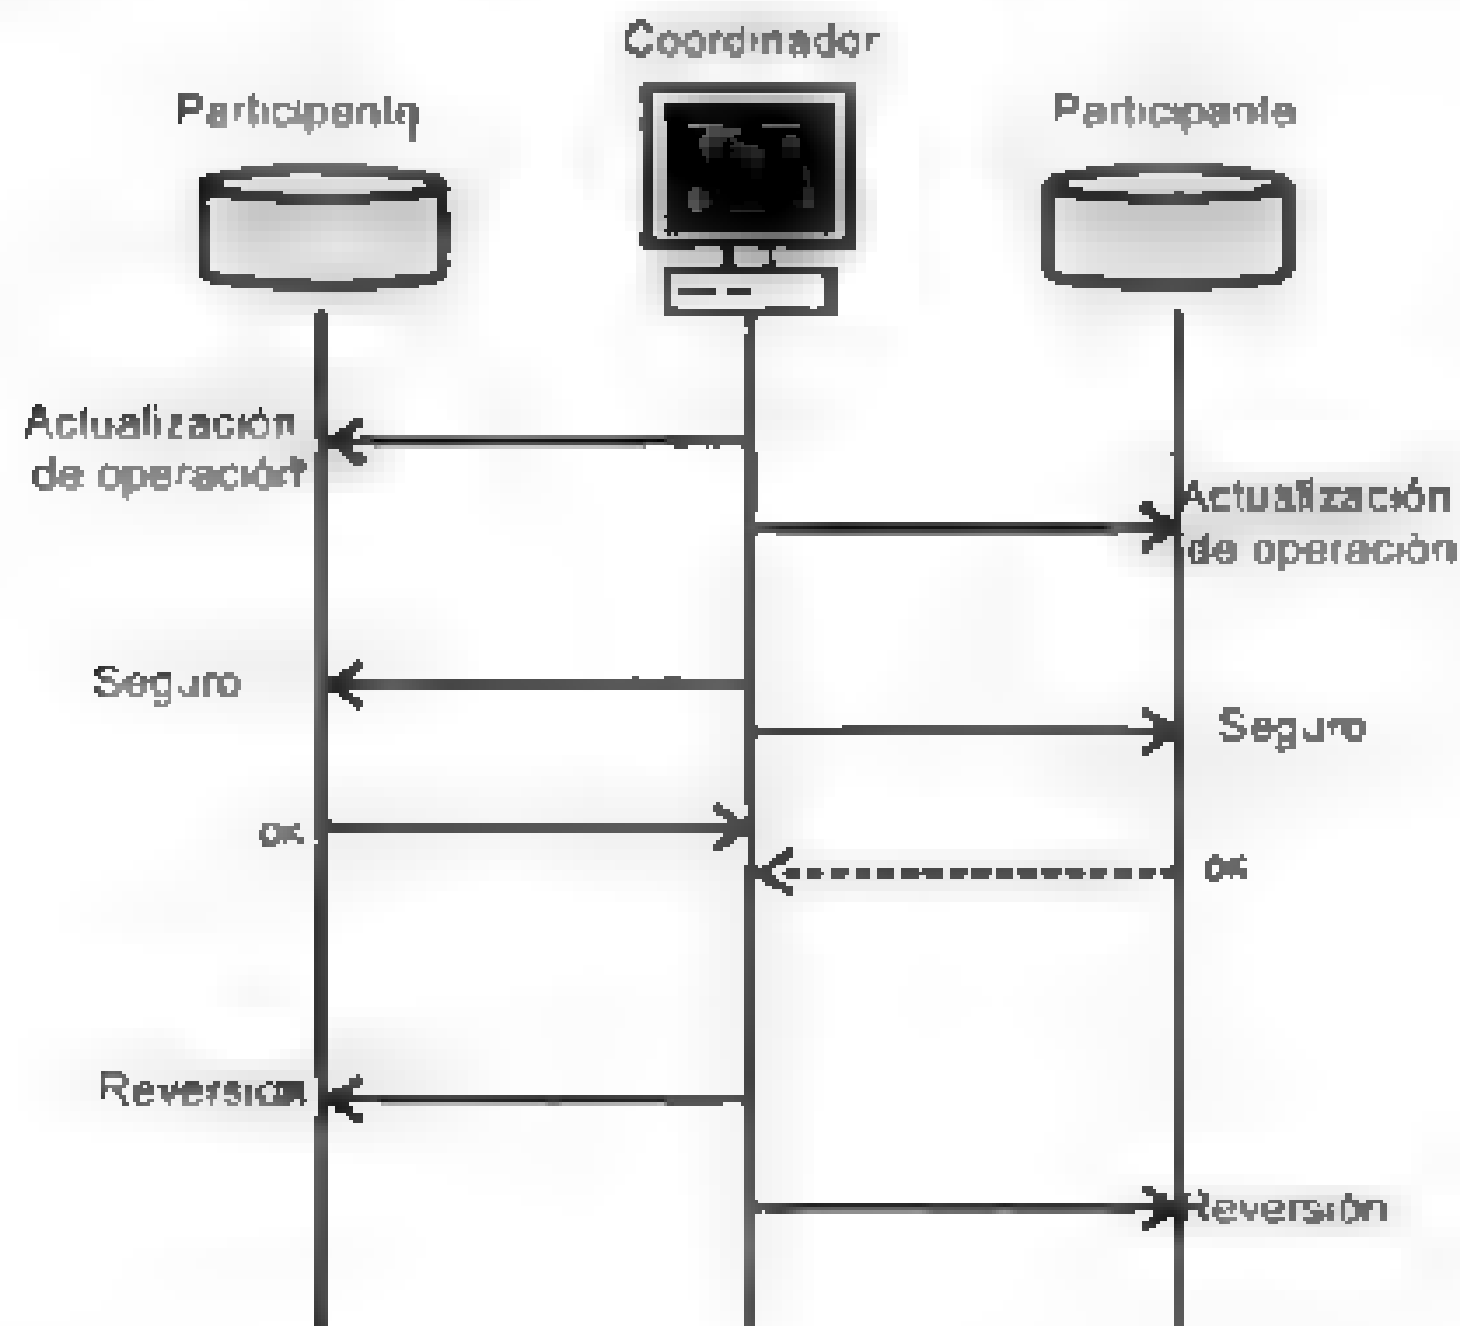 Coordinador
Participante
Participante
Actualización
de operación
Actualización
de operación
Seguro
Seguro
OK
OK
Reversión
Reversión